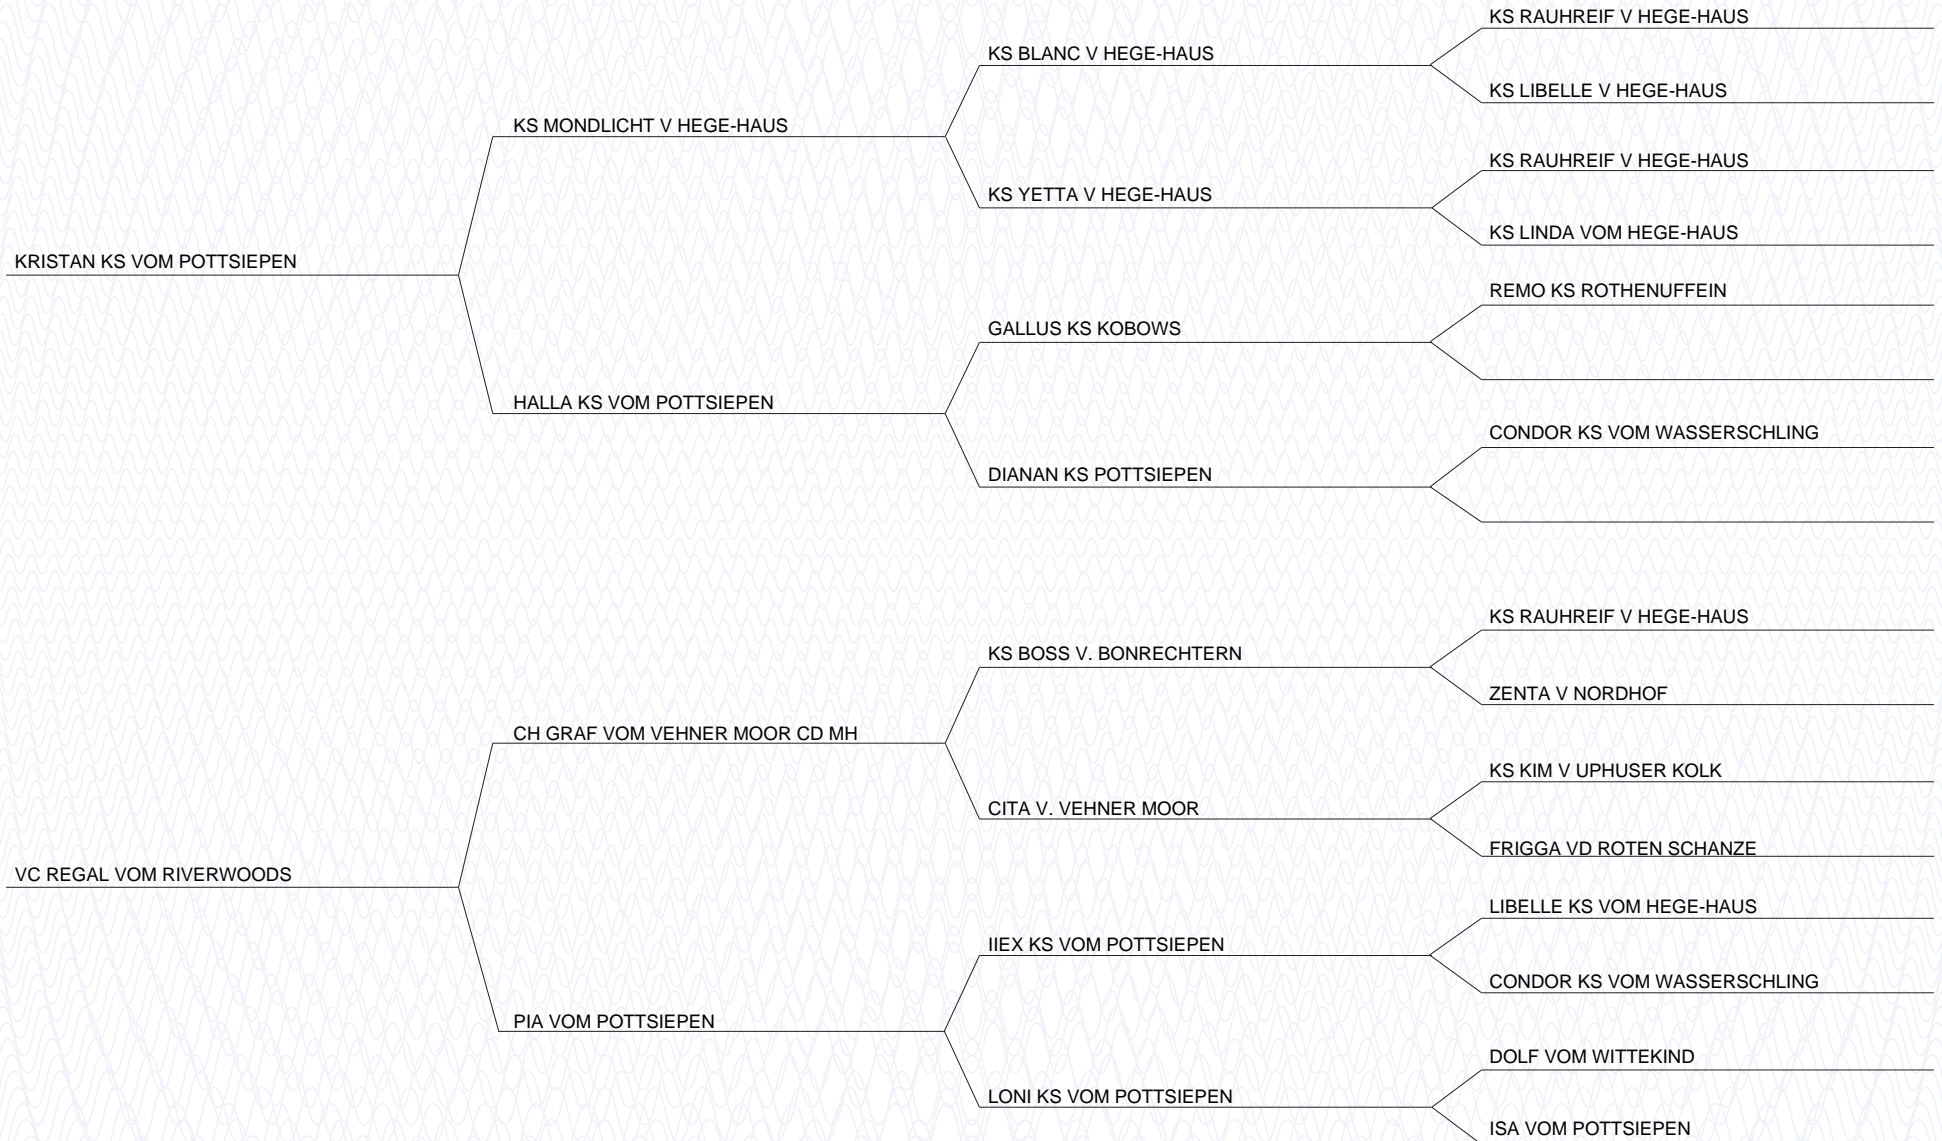 KS RAUHREIF V HEGE-HAUS
KS BLANC V HEGE-HAUS
KS LIBELLE V HEGE-HAUS
KS MONDLICHT V HEGE-HAUS
KS RAUHREIF V HEGE-HAUS
KS YETTA V HEGE-HAUS
KS LINDA VOM HEGE-HAUS
KRISTAN KS VOM POTTSIEPEN
REMO KS ROTHENUFFEIN
GALLUS KS KOBOWS
HALLA KS VOM POTTSIEPEN
CONDOR KS VOM WASSERSCHLING
DIANAN KS POTTSIEPEN
KS RAUHREIF V HEGE-HAUS
KS BOSS V. BONRECHTERN
ZENTA V NORDHOF
CH GRAF VOM VEHNER MOOR CD MH
KS KIM V UPHUSER KOLK
CITA V. VEHNER MOOR
FRIGGA VD ROTEN SCHANZE
VC REGAL VOM RIVERWOODS
LIBELLE KS VOM HEGE-HAUS
IIEX KS VOM POTTSIEPEN
CONDOR KS VOM WASSERSCHLING
PIA VOM POTTSIEPEN
DOLF VOM WITTEKIND
LONI KS VOM POTTSIEPEN
ISA VOM POTTSIEPEN